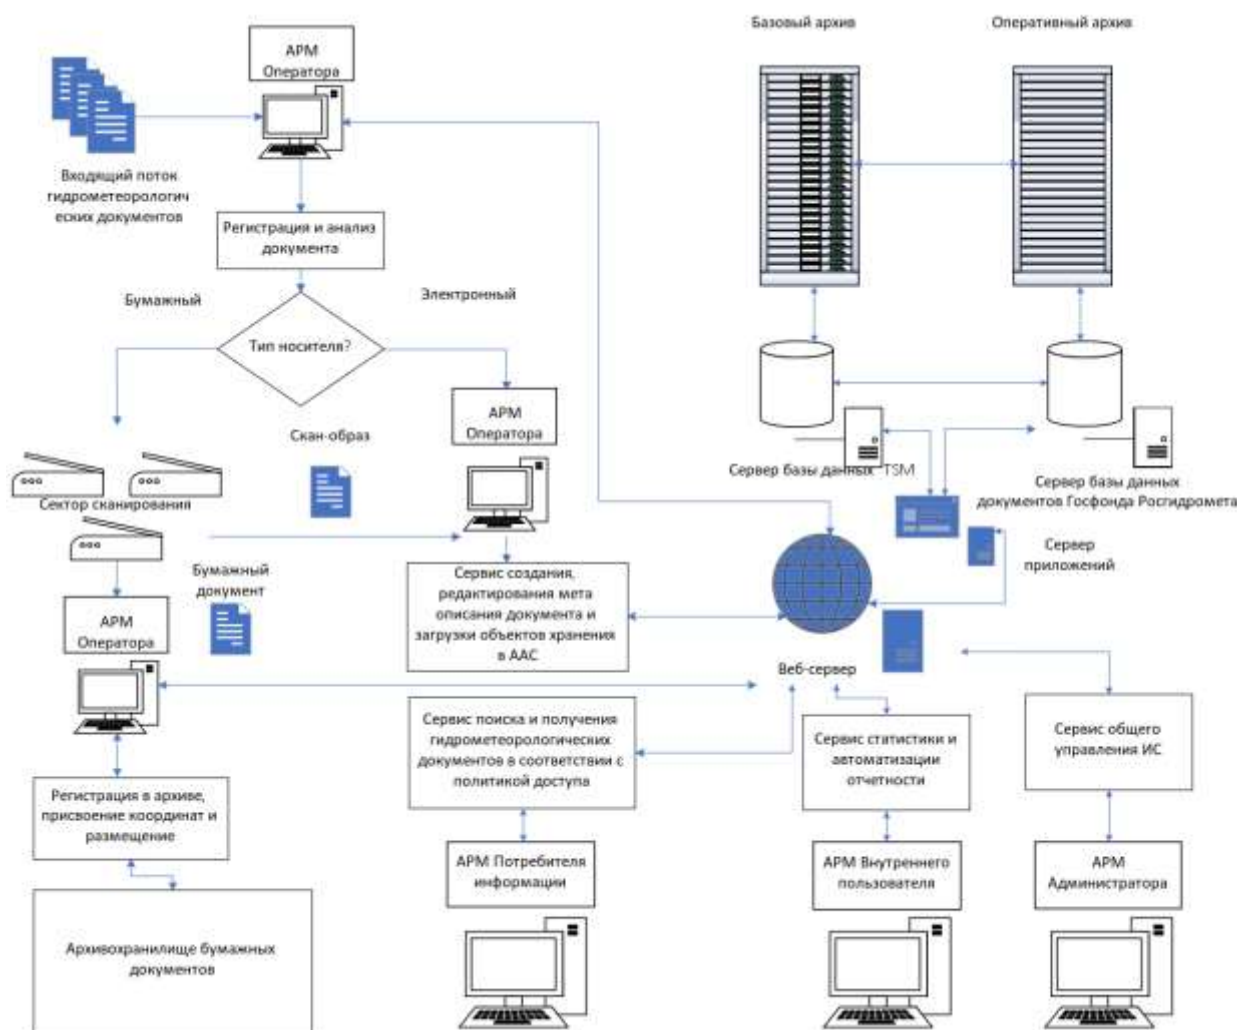 Базовый архив
Оперативный архив
АРМ
Оператора
Входящий поток
гидрометеорологич
еских документов
Регистрация и анализ
документа
Бумажный
Электронный
Тип носителя?
АРМ
Оператора
Скан-образ
Сервер базы данных TSM
Сервер базы данных
документов Госфонда Росгидромета
Сектор сканирования
Сервер
приложений
Бумажный
документ
Сервис создания,
редактирования мета
описания документа и
загрузки объектов хранения
в ААС
АРМ
Оператора
Веб-сервер
Сервис поиска и получения
гидрометеорологических
документов в соответствии с
политикой доступа
Сервис статистики и
автоматизации
отчетности
Сервис общего
управления ИС
Регистрация в архиве,
присвоение координат и
размещение
АРМ Потребителя
информации
АРМ Внутреннего
пользователя
АРМ
Администратора
Архивохранилище бумажных
документов